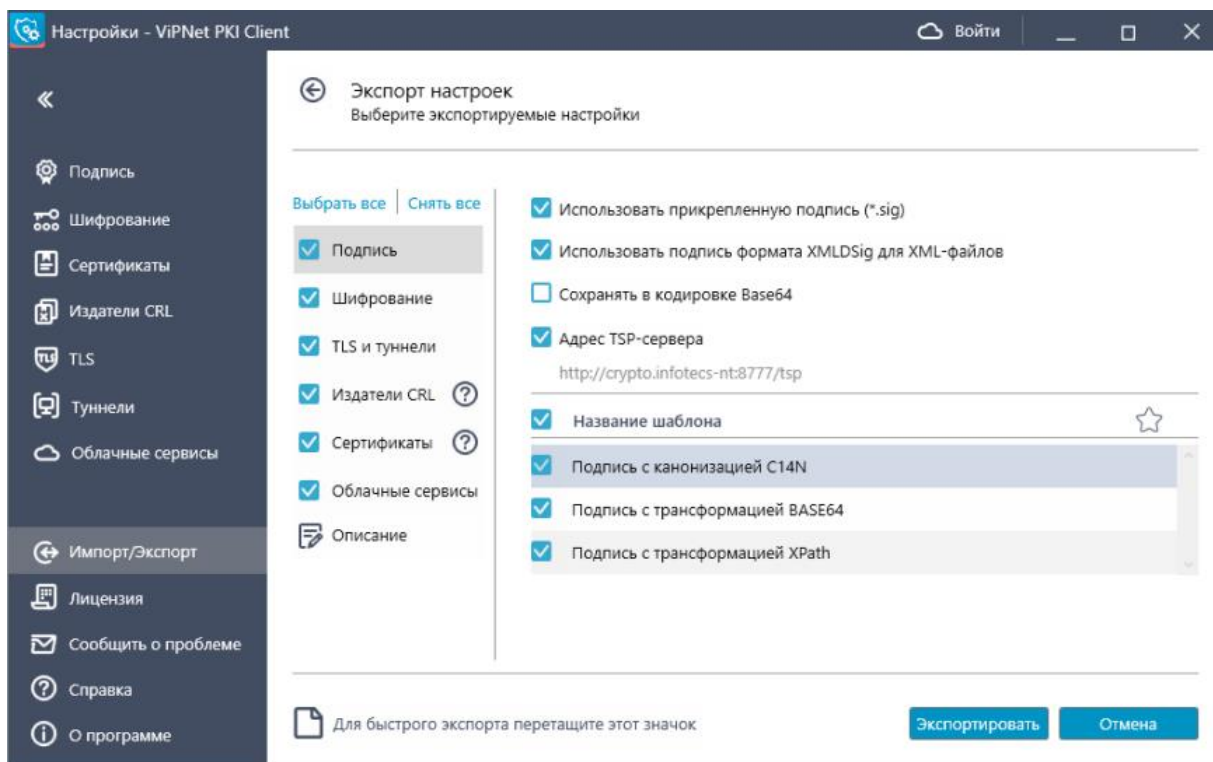 Настройки - ViPNet PKI Client
Войти
Подпись
Шифрование
Сертификаты
Издатели CRL
TLS
Туннели
Облачные сервисы
Импорт/Экспорт
Лицензия
Сообщить о проблеме
Справка
О программе
Экспорт настроек
Выберите экспортируемые настройки
Выбрать все | Снять все
Подпись
Шифрование
TLS и туннели
Издатели CRL
Сертификаты
Облачные сервисы
Описание
Использовать прикрепленную подпись (*.sig)
Использовать подпись формата XMLDSig для XML-файлов
Сохранять в кодировке Base64
Адрес TSP-сервера
http://crypto.infotecs-nt:8777/tsp
Название шаблона
Подпись с канонизацией C14N
Подпись с трансформацией BASE64
Подпись с трансформацией XPath
Для быстрого экспорта перетащите этот значок
Экспортировать
Отмена